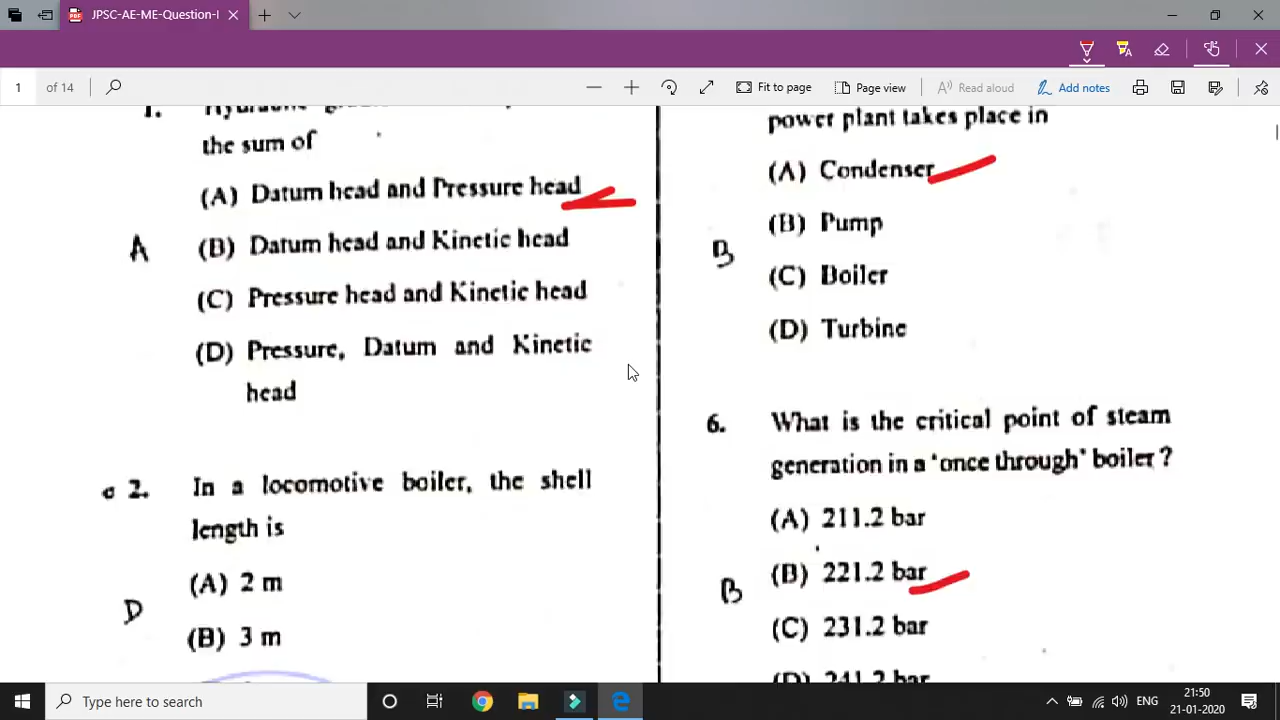 JPSC-AE-ME-Question-
1
of 14
Fit to page
Page view
Read aloud
Add notes
1.
the sum of
(A) Datum head and Pressure head
A
(B) Datum head and Kinetic head
(C) Pressure head and Kinetic head
(D) Pressure, Datum and Kinetic
head
c 2. In a locomotive boiler, the shell
length is
(A) 2 m
D
(B) 3 m
power plant takes place in
(A) Condenser
(B) Pump
B
(C) Boiler
(D) Turbine
6. What is the critical point of steam
generation in a 'once through' boiler ?
(A) 211.2 bar
(B) 221.2 bar
B
(C) 231.2 bar
(D) 241.2 bar
Type here to search
ENG
21:50
21-01-2020